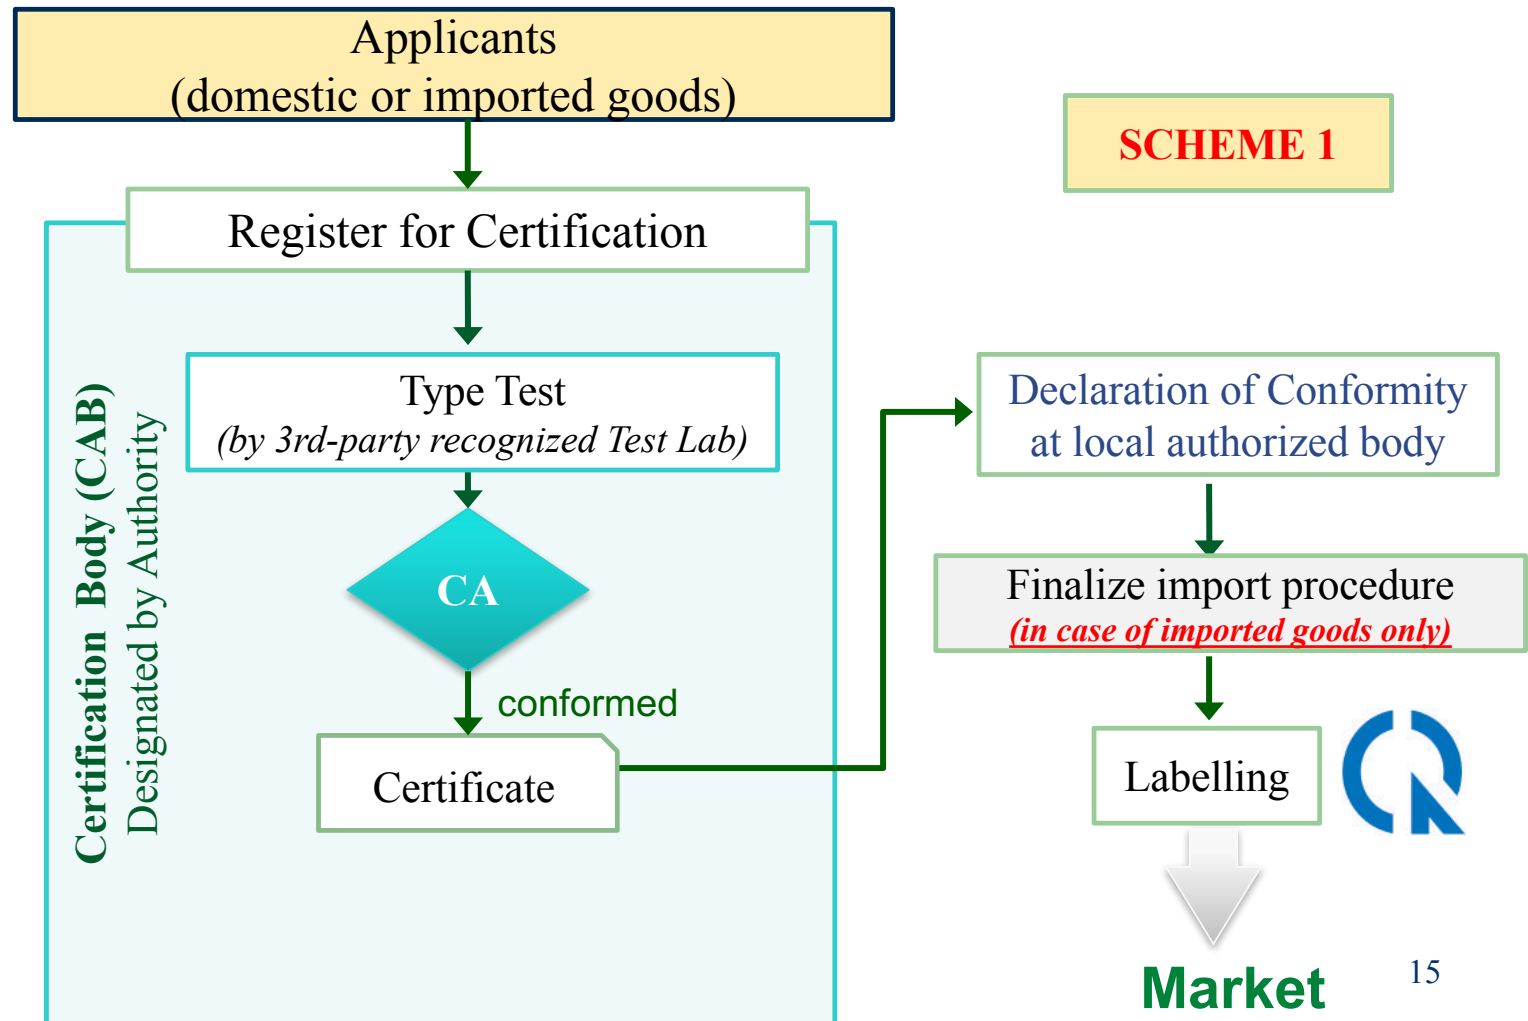 Applicants
(domestic or imported goods)
SCHEME 1
Register for Certification
Certification Body (CAB)
Designated by Authority
Type Test
(by 3rd-party recognized Test Lab)
CA
conformed
Certificate
Declaration of Conformity
at local authorized body
Finalize import procedure
(in case of imported goods only)
Labelling
Market
15